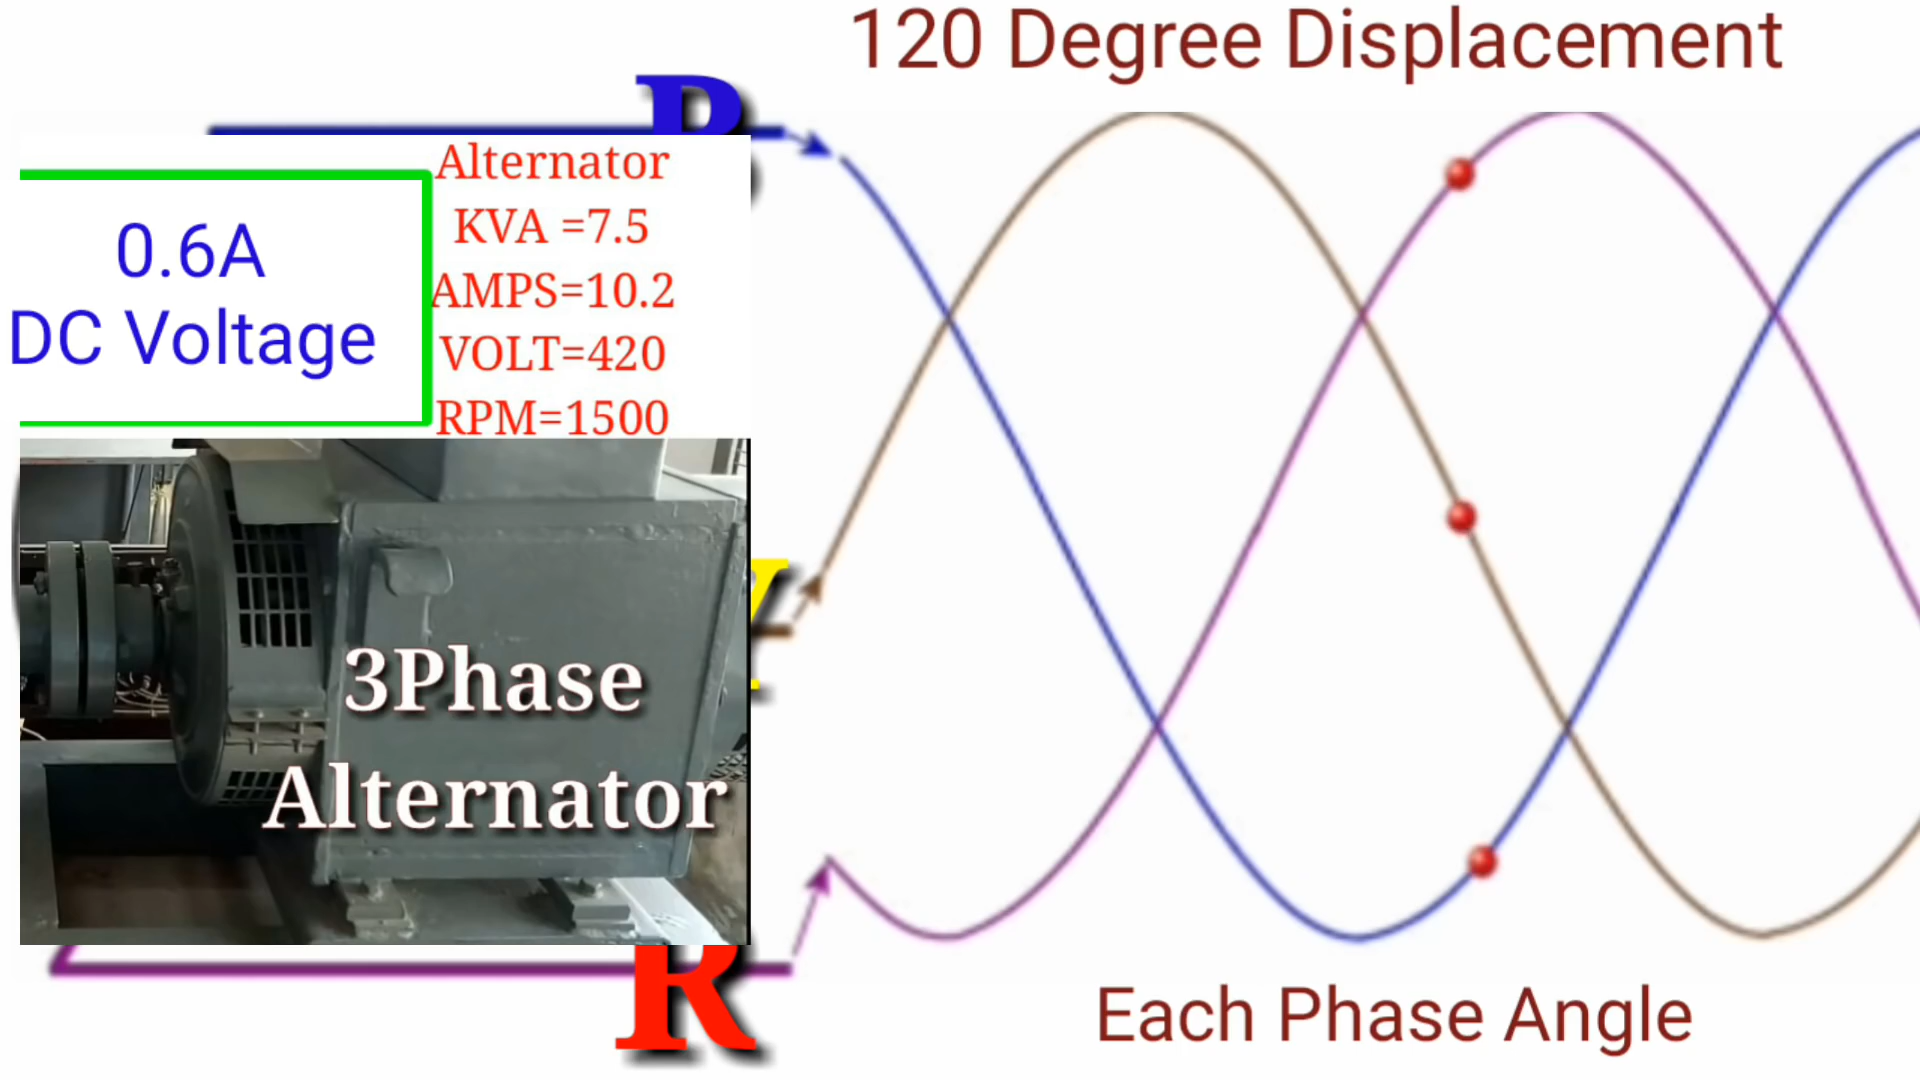 120 Degree Displacement
B
Alternator
KVA =7.5
AMPS=10.2
VOLT=420
RPM=1500
0.6A
DC Voltage
3Phase
Alternator
Y
R
Each Phase Angle